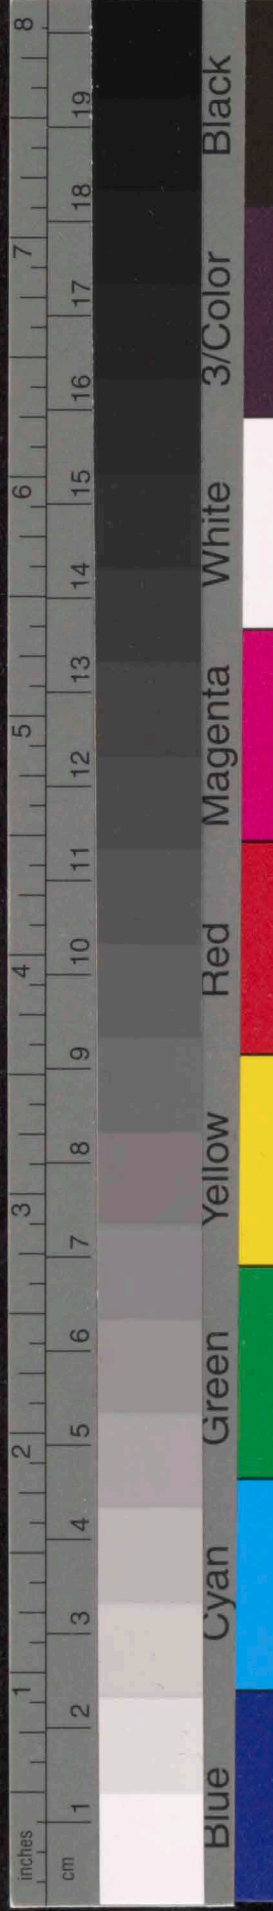 inches 1 2 3 4 5 6 7 8
cm 1 2 3 4 5 6 7 8 9 10 11 12 13 14 15 16 17 18 19
Blue Cyan Green Yellow Red Magenta White 3/Color Black